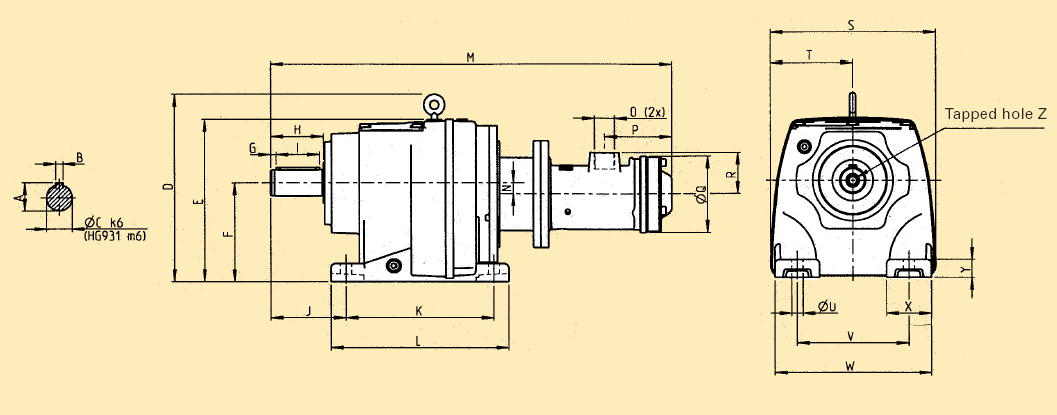 S
T
M
O (2x)
P
H
G
I
B
A
D
E
F
N
ØQ
R
Tapped hole Z
ØC k6
(HG931 m6)
J
K
L
ØU
X
Y
V
W